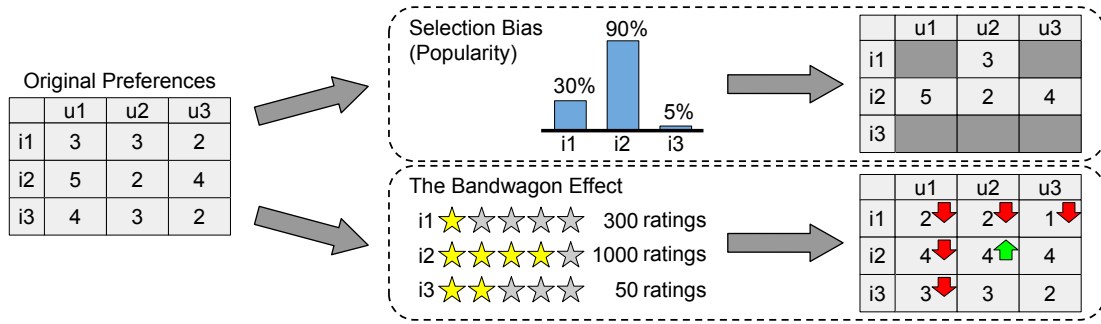 Original Preferences
u1 u2 u3
i1 3 3 2
i2 5 2 4
i3 4 3 2
Selection Bias
(Popularity)
90%
30%
5%
i1 i2 i3
u1 u2 u3
i1 3
i2 5 2 4
i3
The Bandwagon Effect
i1 300 ratings
i2 1000 ratings
i3 50 ratings
u1 u2 u3
i1 2 2 1
i2 4 4 4
i3 3 3 2